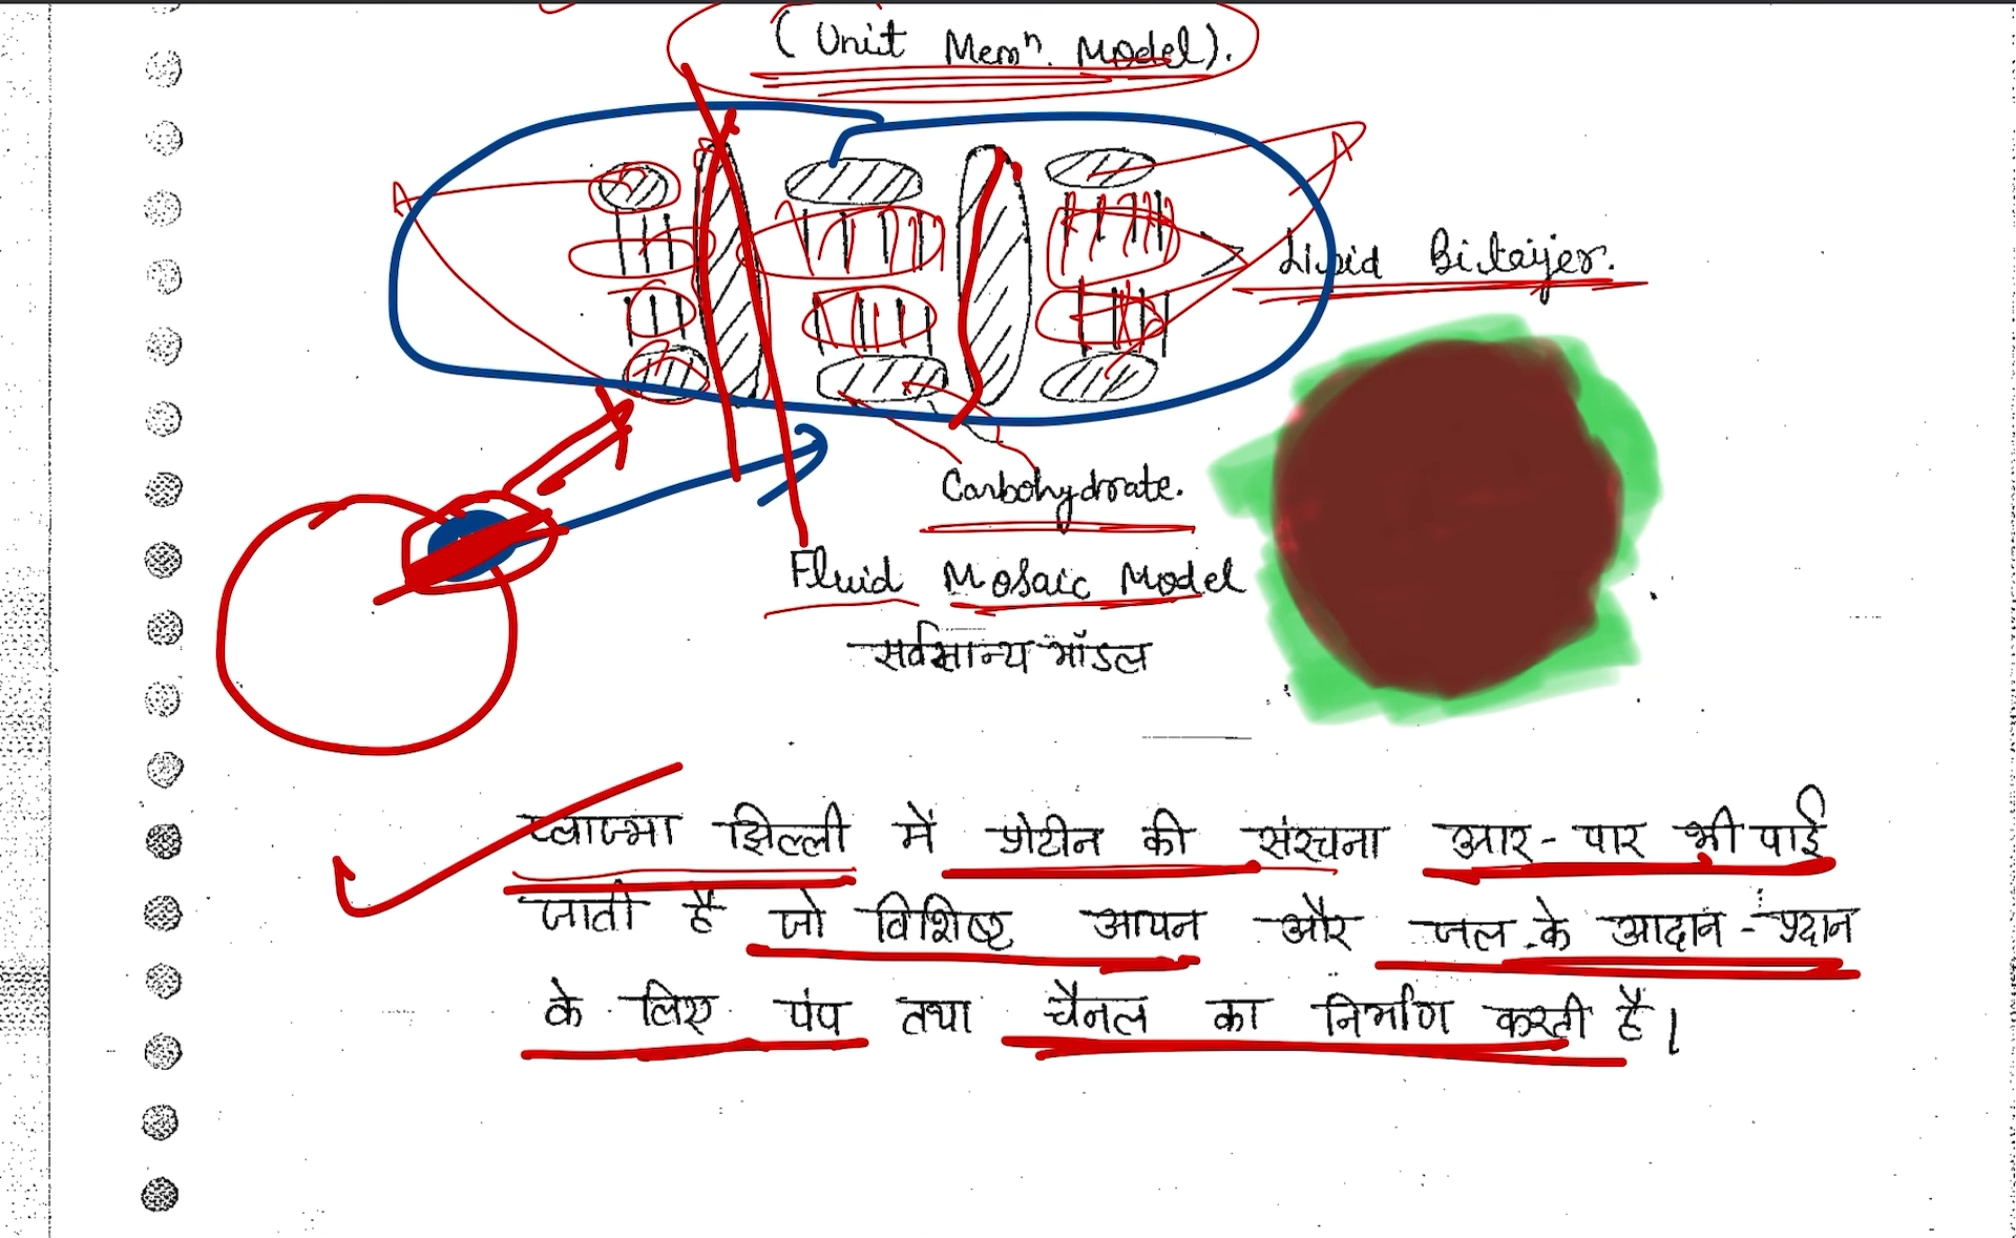 (Unit Memⁿ. Model).
Lipid Bilayer.
Carbohydrate.
Fluid Mosaic Model
सर्वमान्य मॉडल
प्लाज्मा झिल्ली में प्रोटीन की संरचना आर-पार भी पाई
जाती है जो विशिष्ट आयन और जल के आदान-प्रदान
के लिए पंप तथा चैनल का निर्माण करती है।